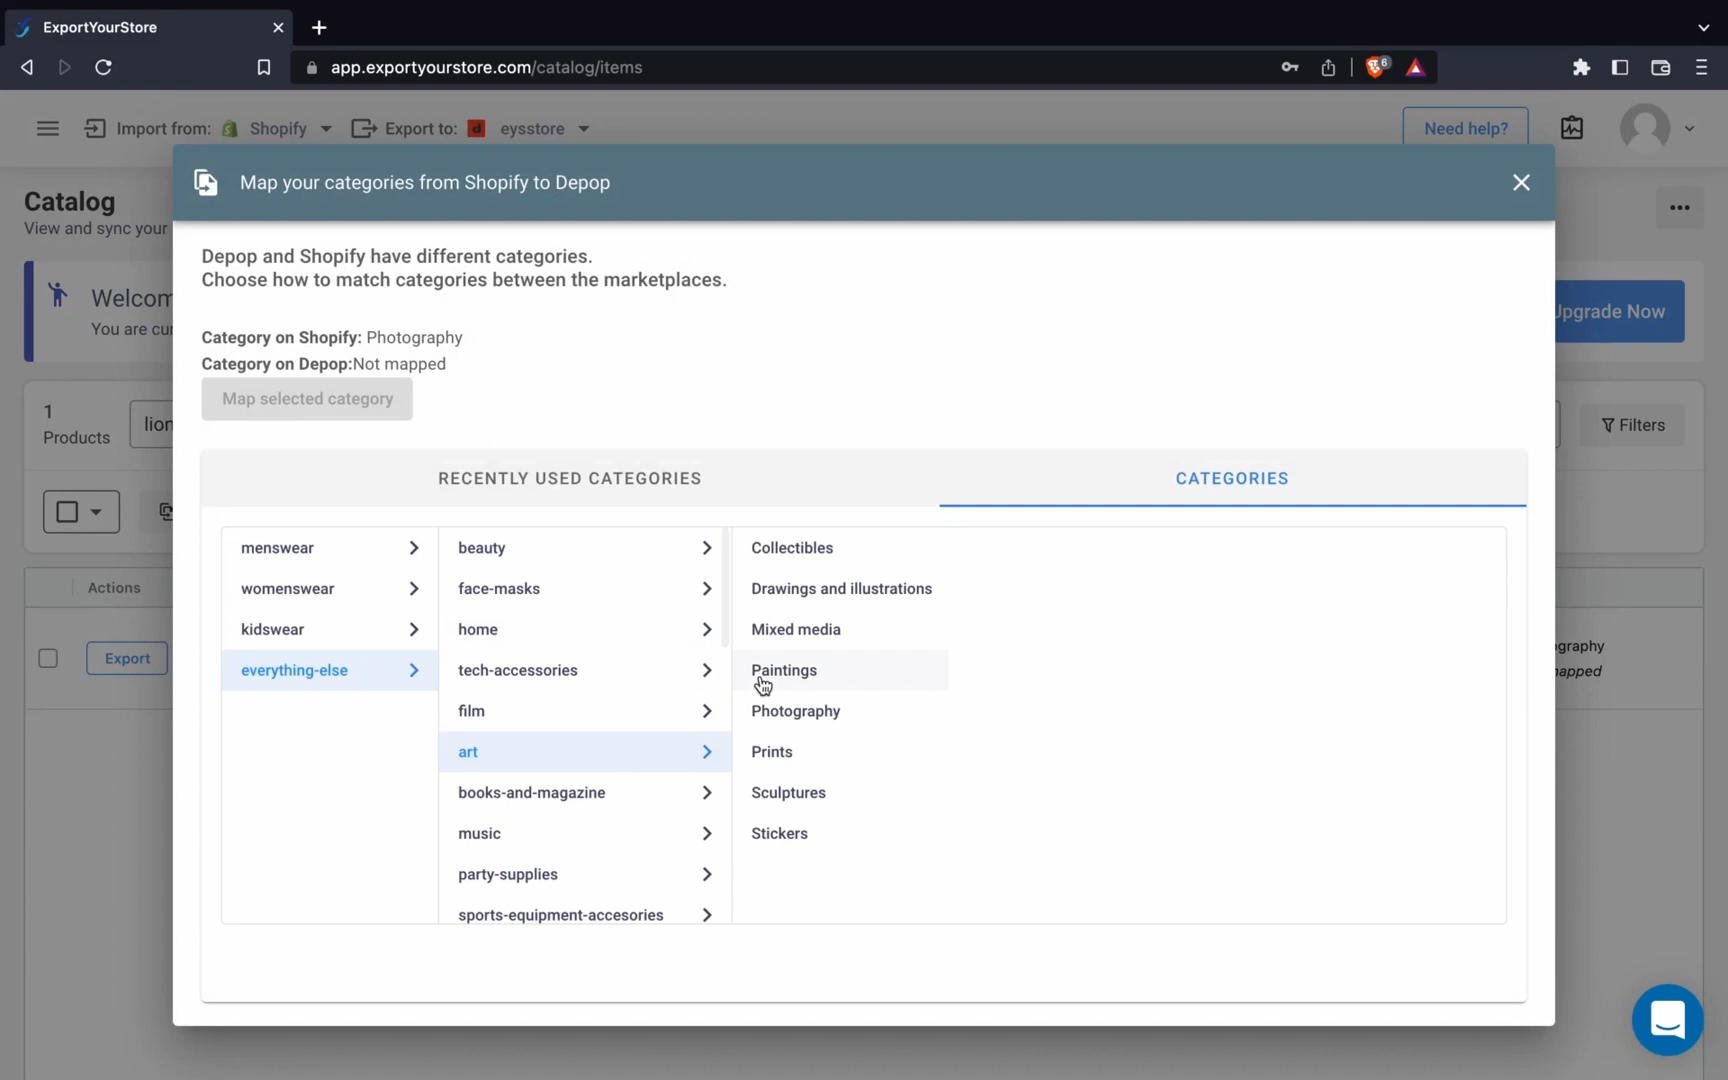 ExportYourStore
app.exportyourstore.com/catalog/items
6
Import from: Shopify Export to: d eysstore
Need help?
Map your categories from Shopify to Depop
Catalog
View and sync your
Depop and Shopify have different categories.
Choose how to match categories between the marketplaces.
Welcom
You are cur
Upgrade Now
Category on Shopify: Photography
Category on Depop:Not mapped
Map selected category
1
Products
lion
Filters
RECENTLY USED CATEGORIES
CATEGORIES
Actions
Export
menswear
womenswear
kidswear
everything-else
beauty
face-masks
home
tech-accessories
film
art
books-and-magazine
music
party-supplies
sports-equipment-accesories
Collectibles
Drawings and illustrations
Mixed media
Paintings
Photography
Prints
Sculptures
Stickers
ography
mapped